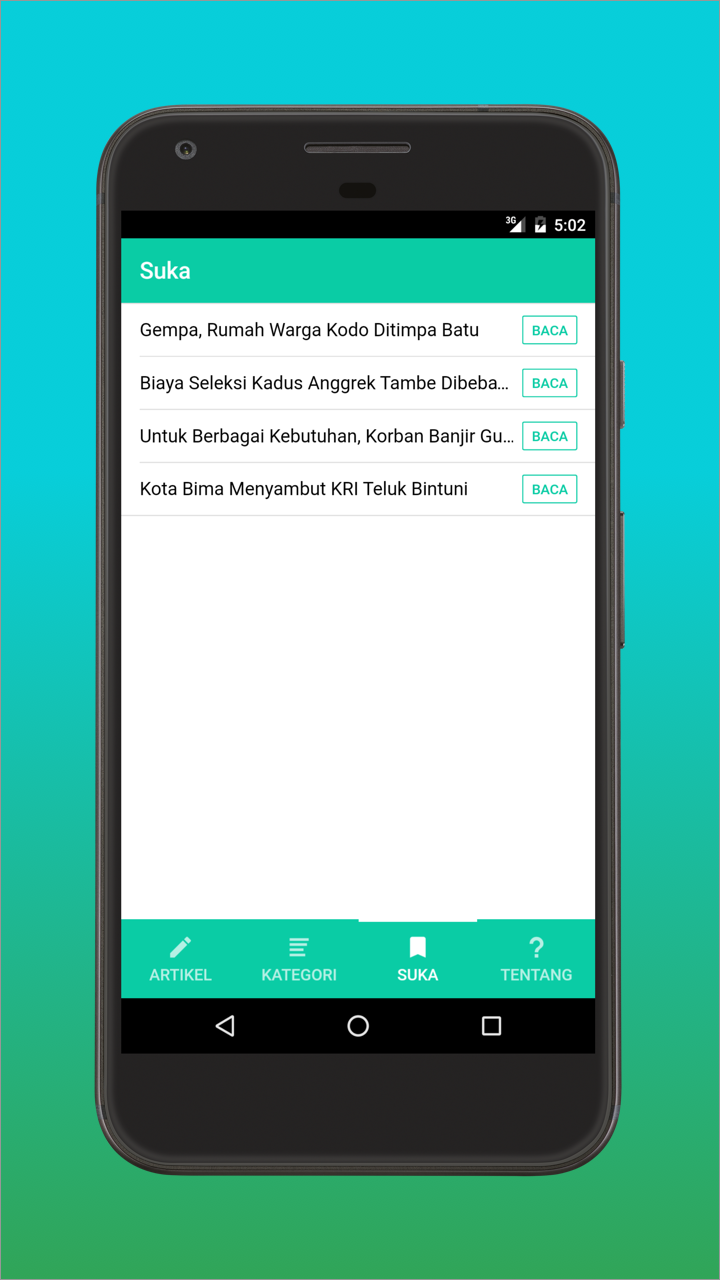 3G 5:02
Suka
Gempa, Rumah Warga Kodo Ditimpa Batu BACA
Biaya Seleksi Kadus Anggrek Tambe Dibeba... BACA
Untuk Berbagai Kebutuhan, Korban Banjir Gu... BACA
Kota Bima Menyambut KRI Teluk Bintuni BACA
ARTIKEL KATEGORI SUKA TENTANG